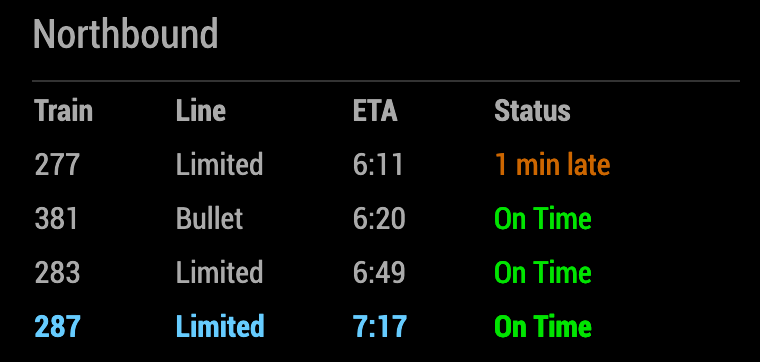 Northbound
Train Line ETA Status
277 Limited 6:11 1 min late
381 Bullet 6:20 On Time
283 Limited 6:49 On Time
287 Limited 7:17 On Time